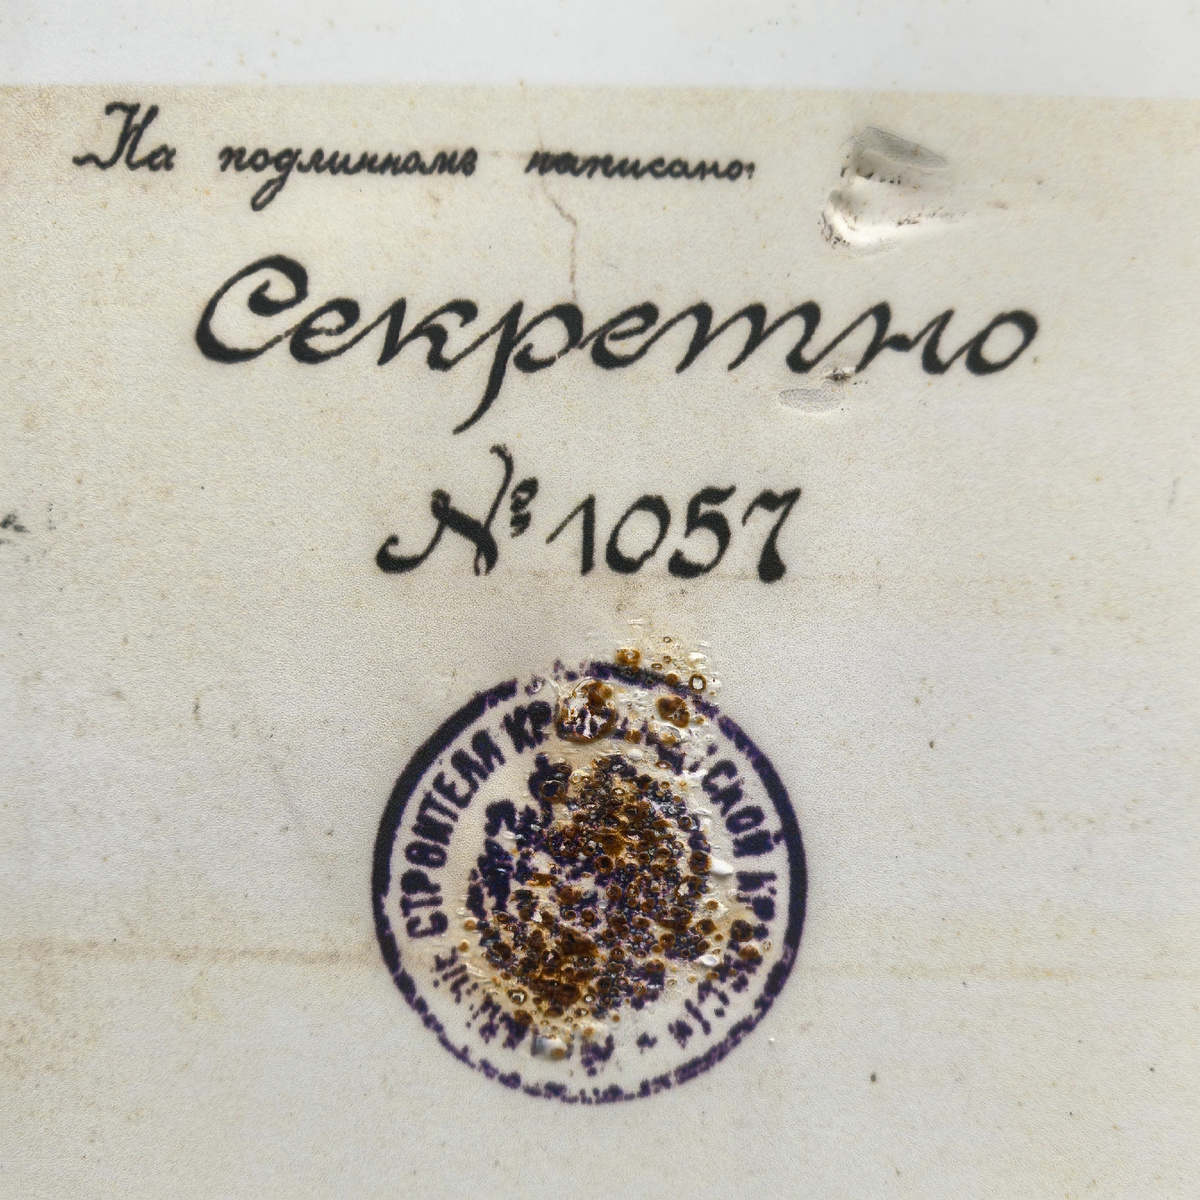 На подлинномъ написано:
Секретно
№ 1057
СТРОИТЕЛЯ